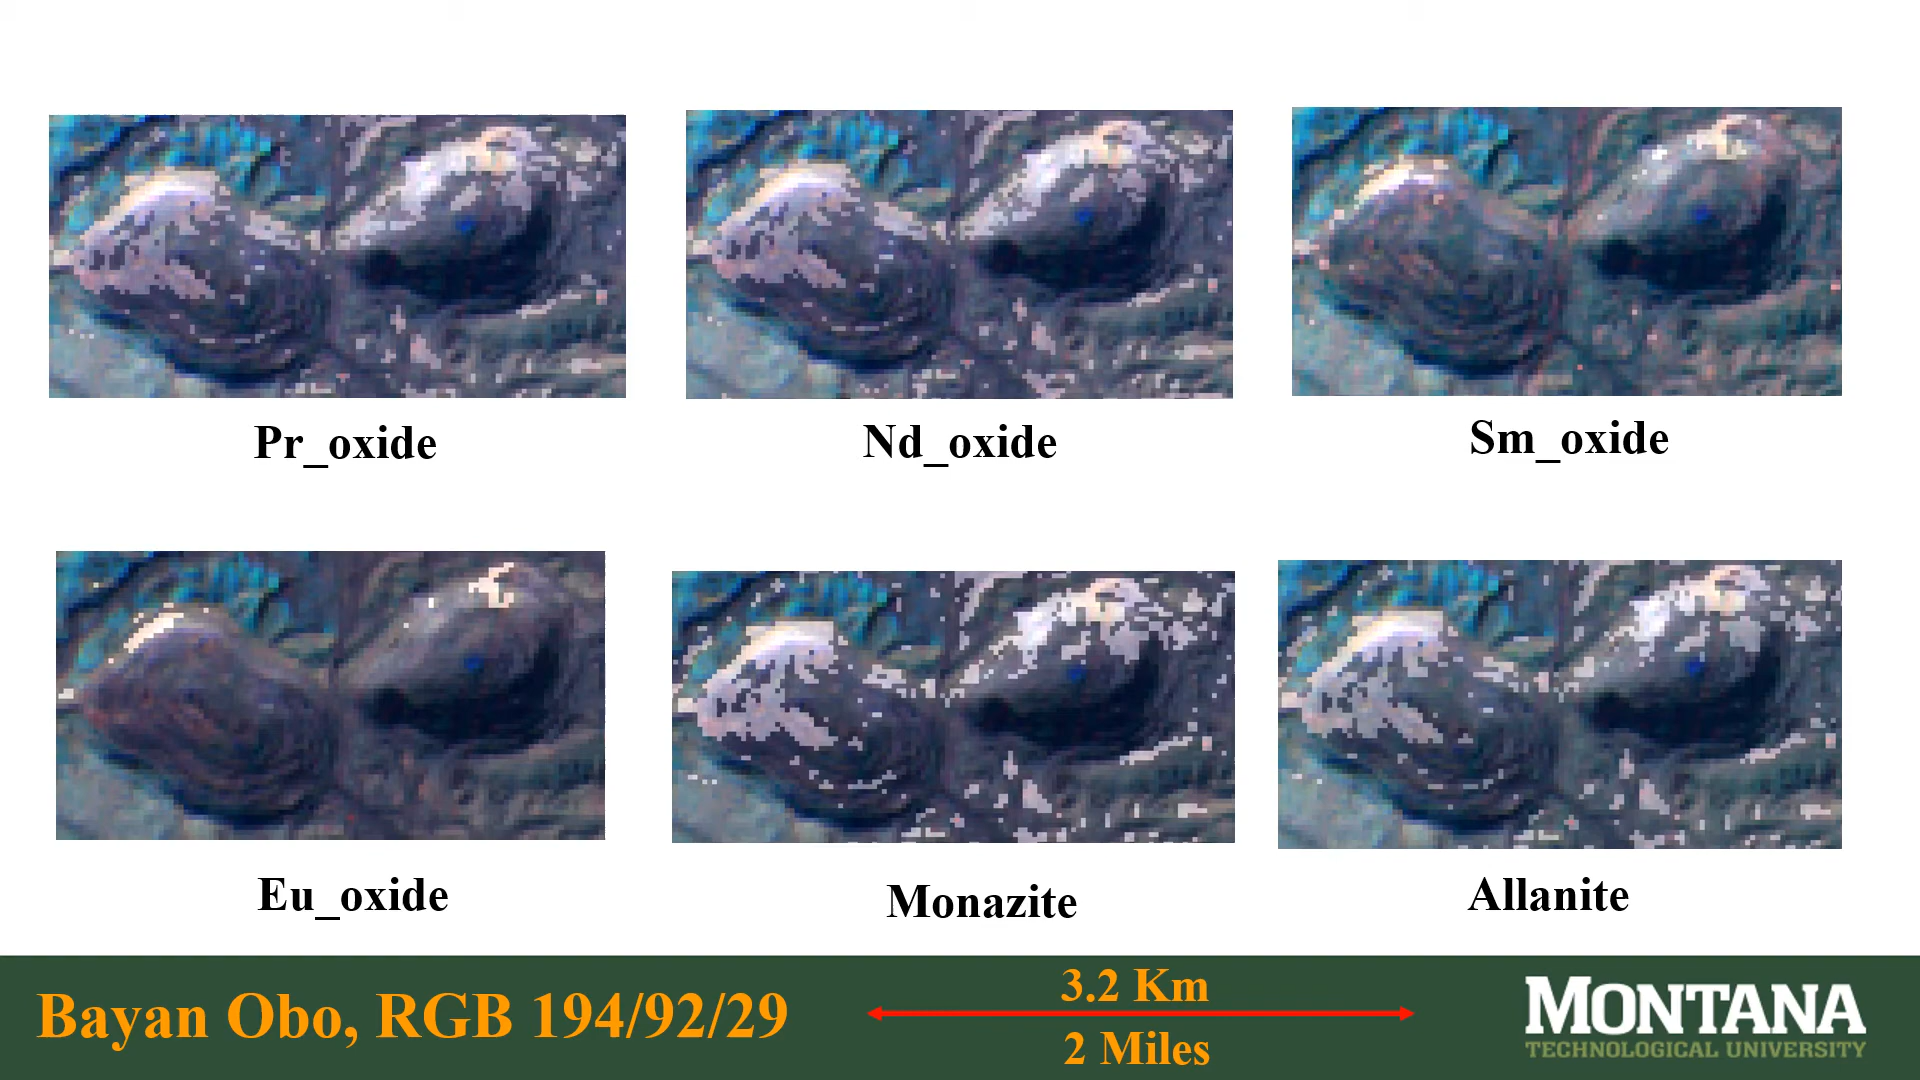 Pr_oxide
Nd_oxide
Sm_oxide
Eu_oxide
Monazite
Allanite
Bayan Obo, RGB 194/92/29
3.2 Km
2 Miles
MONTANA
TECHNOLOGICAL UNIVERSITY